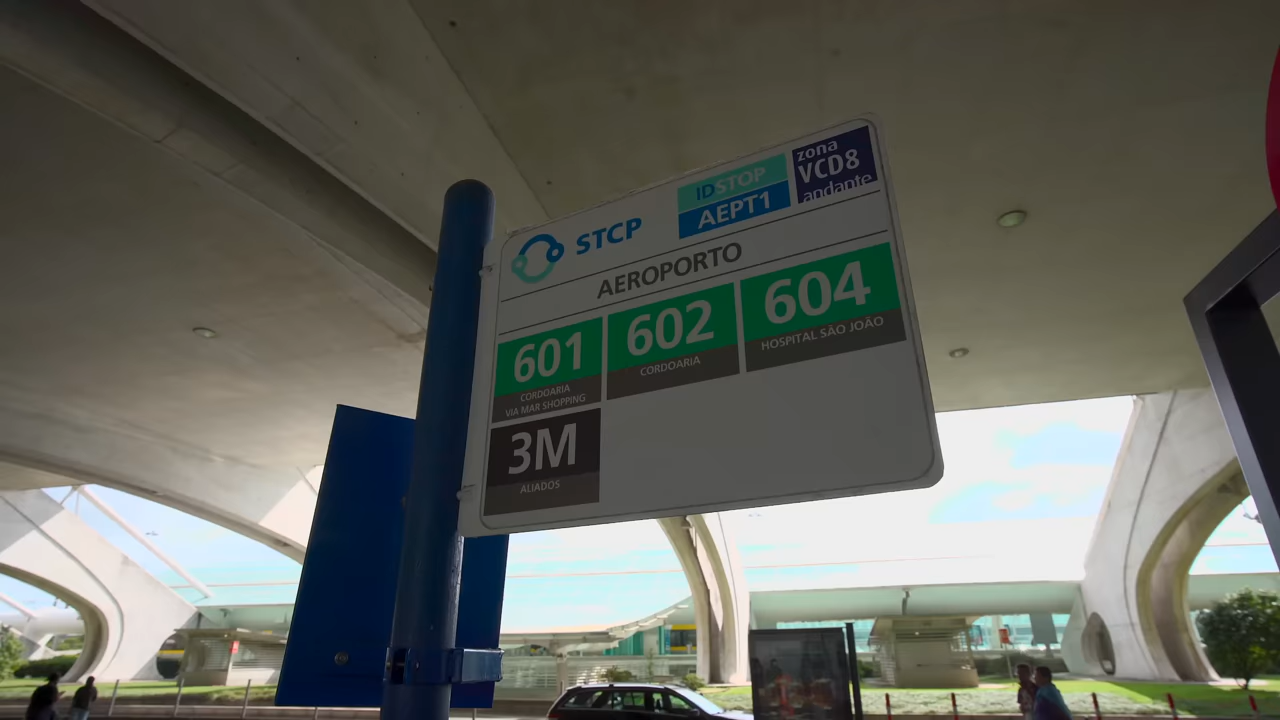 STCP
IDSTOP
AEPT1
zona
VCD8
andante
AEROPORTO
601
CORDOARIA
VIA MAR SHOPPING
602
CORDOARIA
604
HOSPITAL SÃO JOÃO
3M
ALIADOS